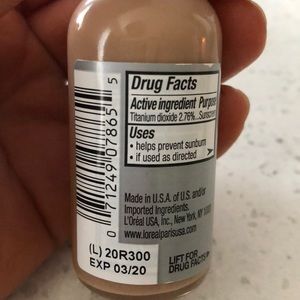 Drug Facts
Active ingredient Purpose
Titanium dioxide 2.76%...Sunscreen
Uses
• helps prevent sunburn
• if used as directed
Made in U.S.A. of U.S. and/or
Imported Ingredients.
L'Oréal USA, Inc., New York, NY
www.lorealparisusa.com
LIFT FOR
DRUG FACTS
0 71249 07865 5
(L) 20R300
EXP 03/20